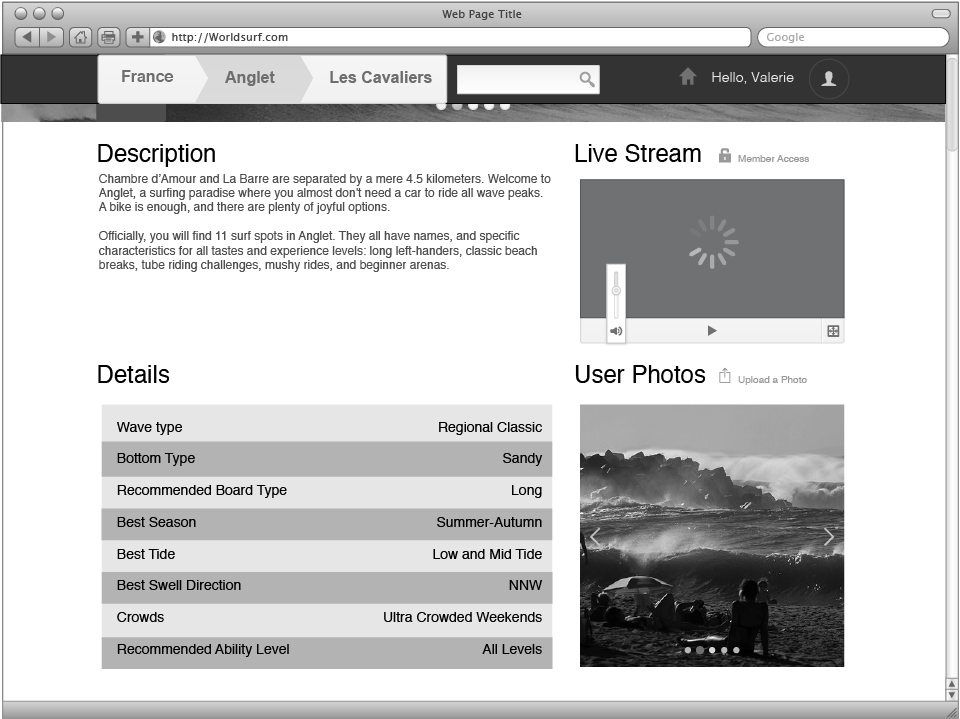 Web Page Title
http://Worldsurf.com
Google
France
Anglet
Les Cavaliers
Hello, Valerie
Description
Chambre d'Amour and La Barre are separated by a mere 4.5 kilometers. Welcome to
Anglet, a surfing paradise where you almost don't need a car to ride all wave peaks.
A bike is enough, and there are plenty of joyful options.
Officially, you will find 11 surf spots in Anglet. They all have names, and specific
characteristics for all tastes and experience levels: long left-handers, classic beach
breaks, tube riding challenges, mushy rides, and beginner arenas.
Live Stream
Member Access
Details
Wave type Regional Classic
Bottom Type Sandy
Recommended Board Type Long
Best Season Summer-Autumn
Best Tide Low and Mid Tide
Best Swell Direction NNW
Crowds Ultra Crowded Weekends
Recommended Ability Level All Levels
User Photos
Upload a Photo